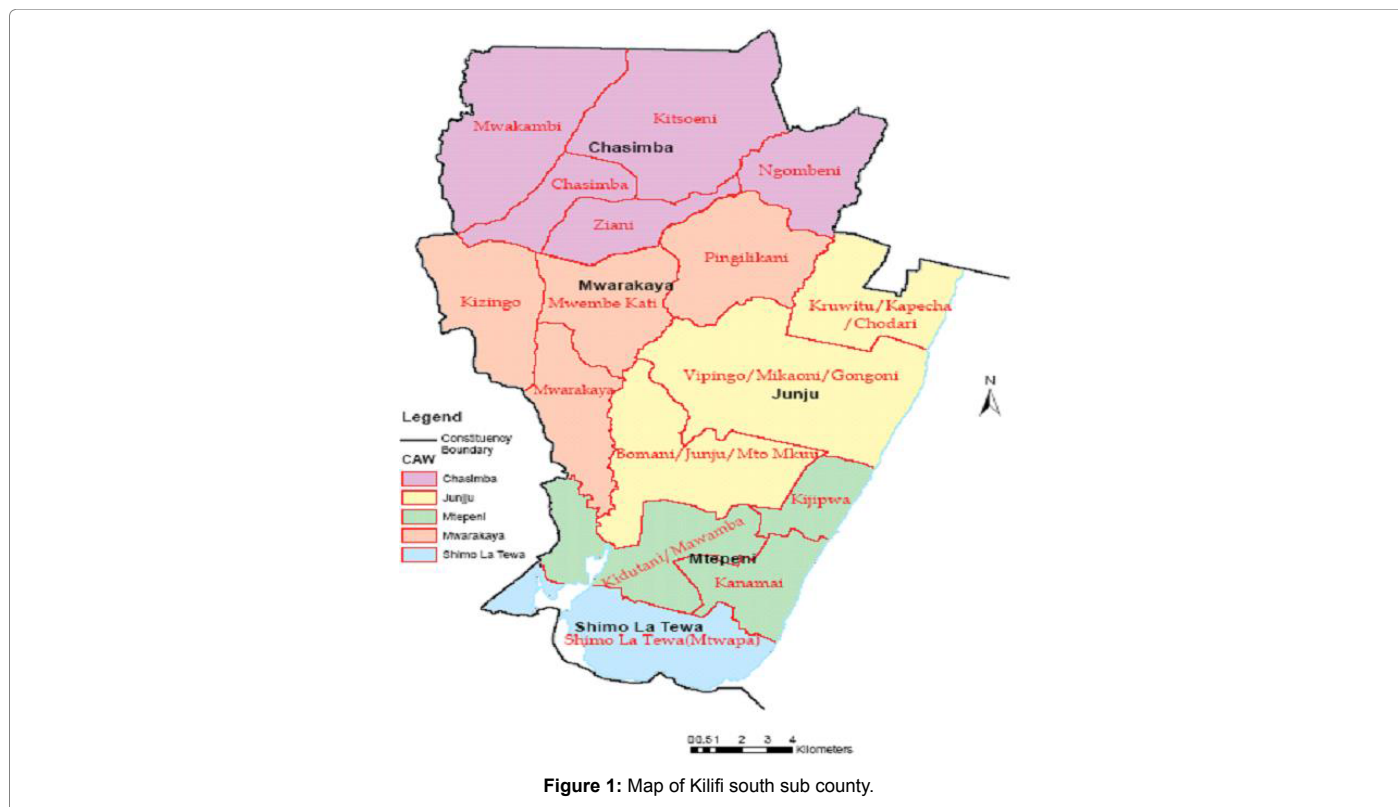 Mwakambi
Kitsoeni
Chasimba
Ngombeni
Chasimba
Ziani
Pingilikani
Kizingo
Mwarakaya
Mwembe Kati
Kruwitu/Kapecha
/Chodari
Vipingo/Mikaoni/Gongoni
Junju
Mwarakaya
N
Bomani/Junju/Mto Mkuu
Kijipwa
Kidutani/Mawamba
Mtepeni
Kanamai
Shimo La Tewa
Shimo La Tewa(Mtwapa)
Legend
Constituency
Boundary
CAW
Chasimba
Junjju
Mtepeni
Mwarakaya
Shimo La Tewa
0 0.5 1 2 3 4
Kilometers
Figure 1: Map of Kilifi south sub county.